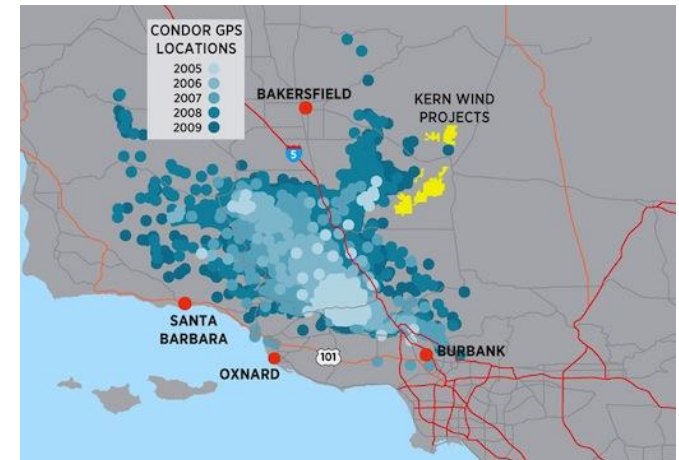 CONDOR GPS
LOCATIONS
2005
2006
2007
2008
2009
BAKERSFIELD
KERN WIND
PROJECTS
5
SANTA
BARBARA
OXNARD
101
BURBANK